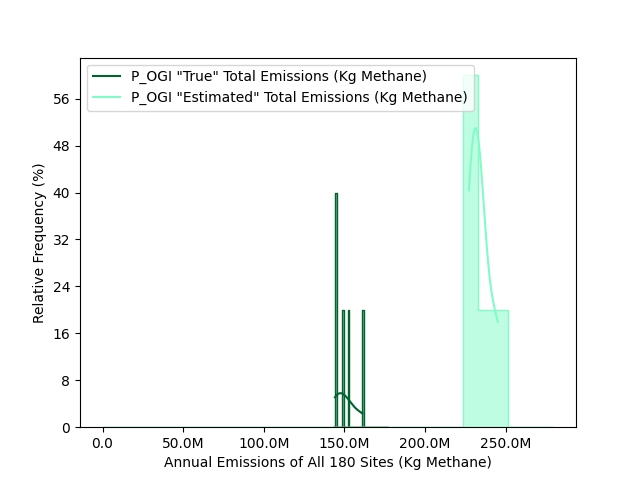 P_OGI "True" Total Emissions (Kg Methane)
P_OGI "Estimated" Total Emissions (Kg Methane)
56
48
40
32
24
16
8
0
Relative Frequency (%)
0.0 50.0M 100.0M 150.0M 200.0M 250.0M
Annual Emissions of All 180 Sites (Kg Methane)